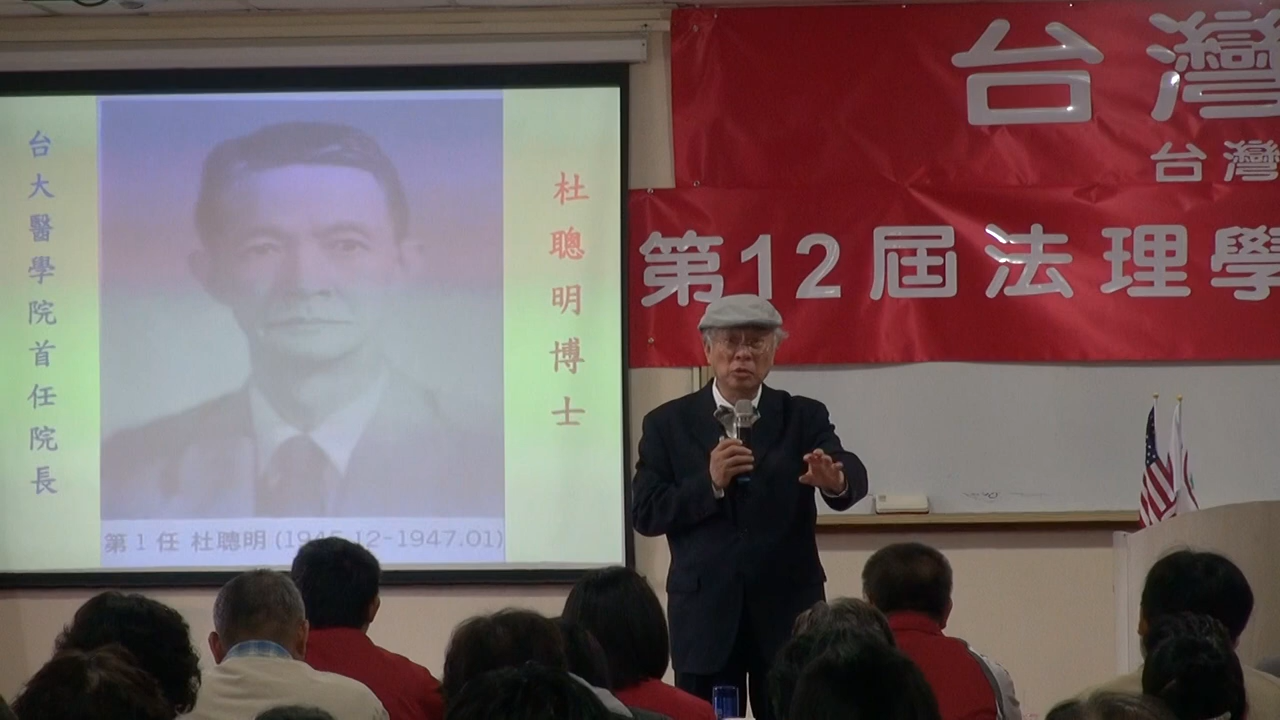 台大醫學院首任院長
杜聰明博士
第1任 杜聰明 (1945.12-1947.01)
台灣
台灣
第12屆法理學